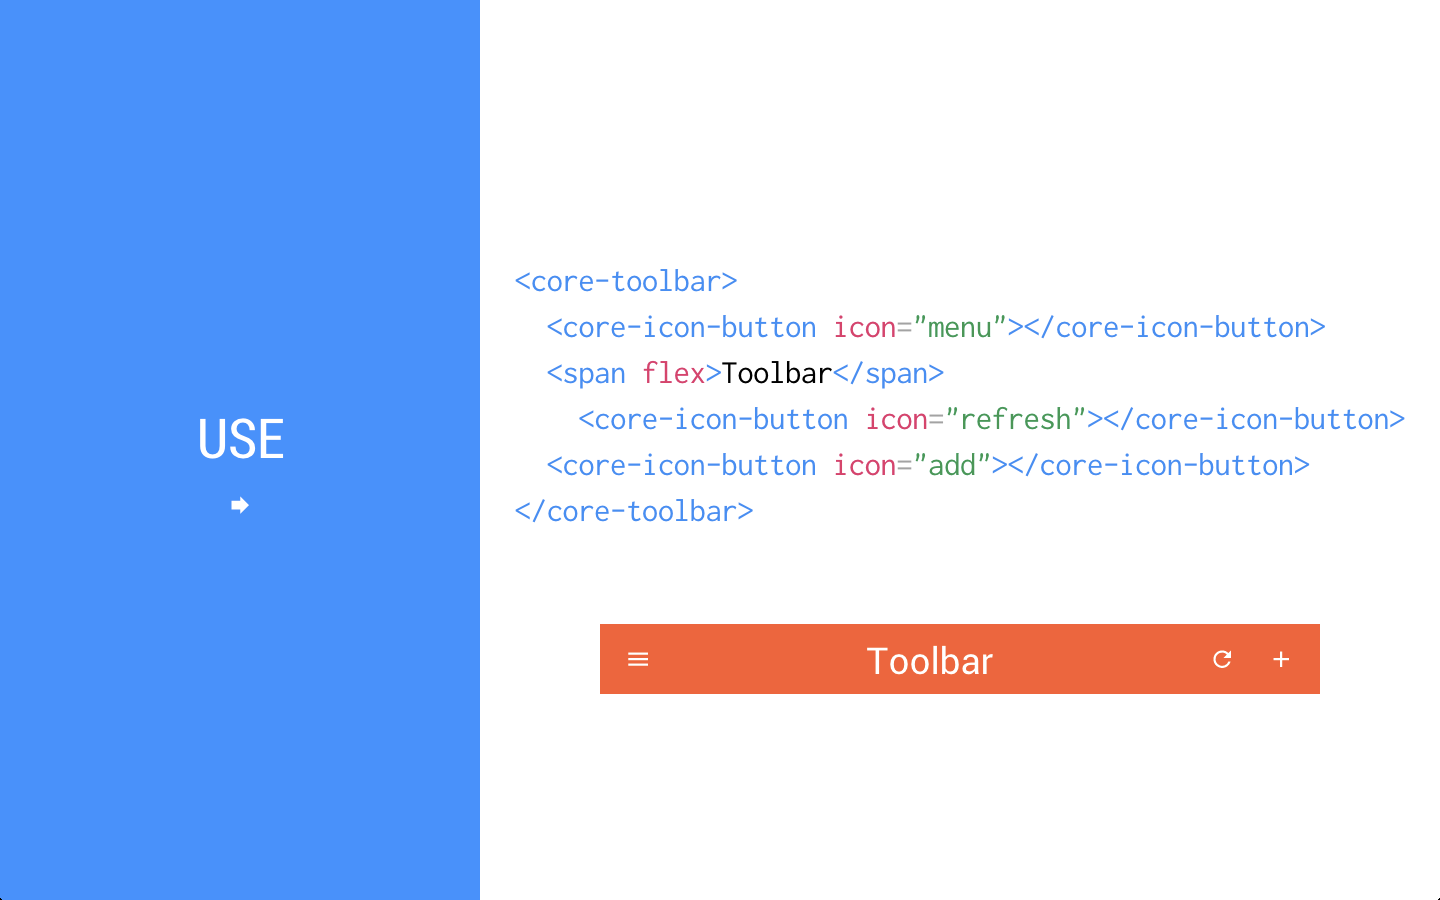 USE
<core-toolbar>
  <core-icon-button icon="menu"></core-icon-button>
  <span flex>Toolbar</span>
    <core-icon-button icon="refresh"></core-icon-button>
  <core-icon-button icon="add"></core-icon-button>
</core-toolbar>
Toolbar